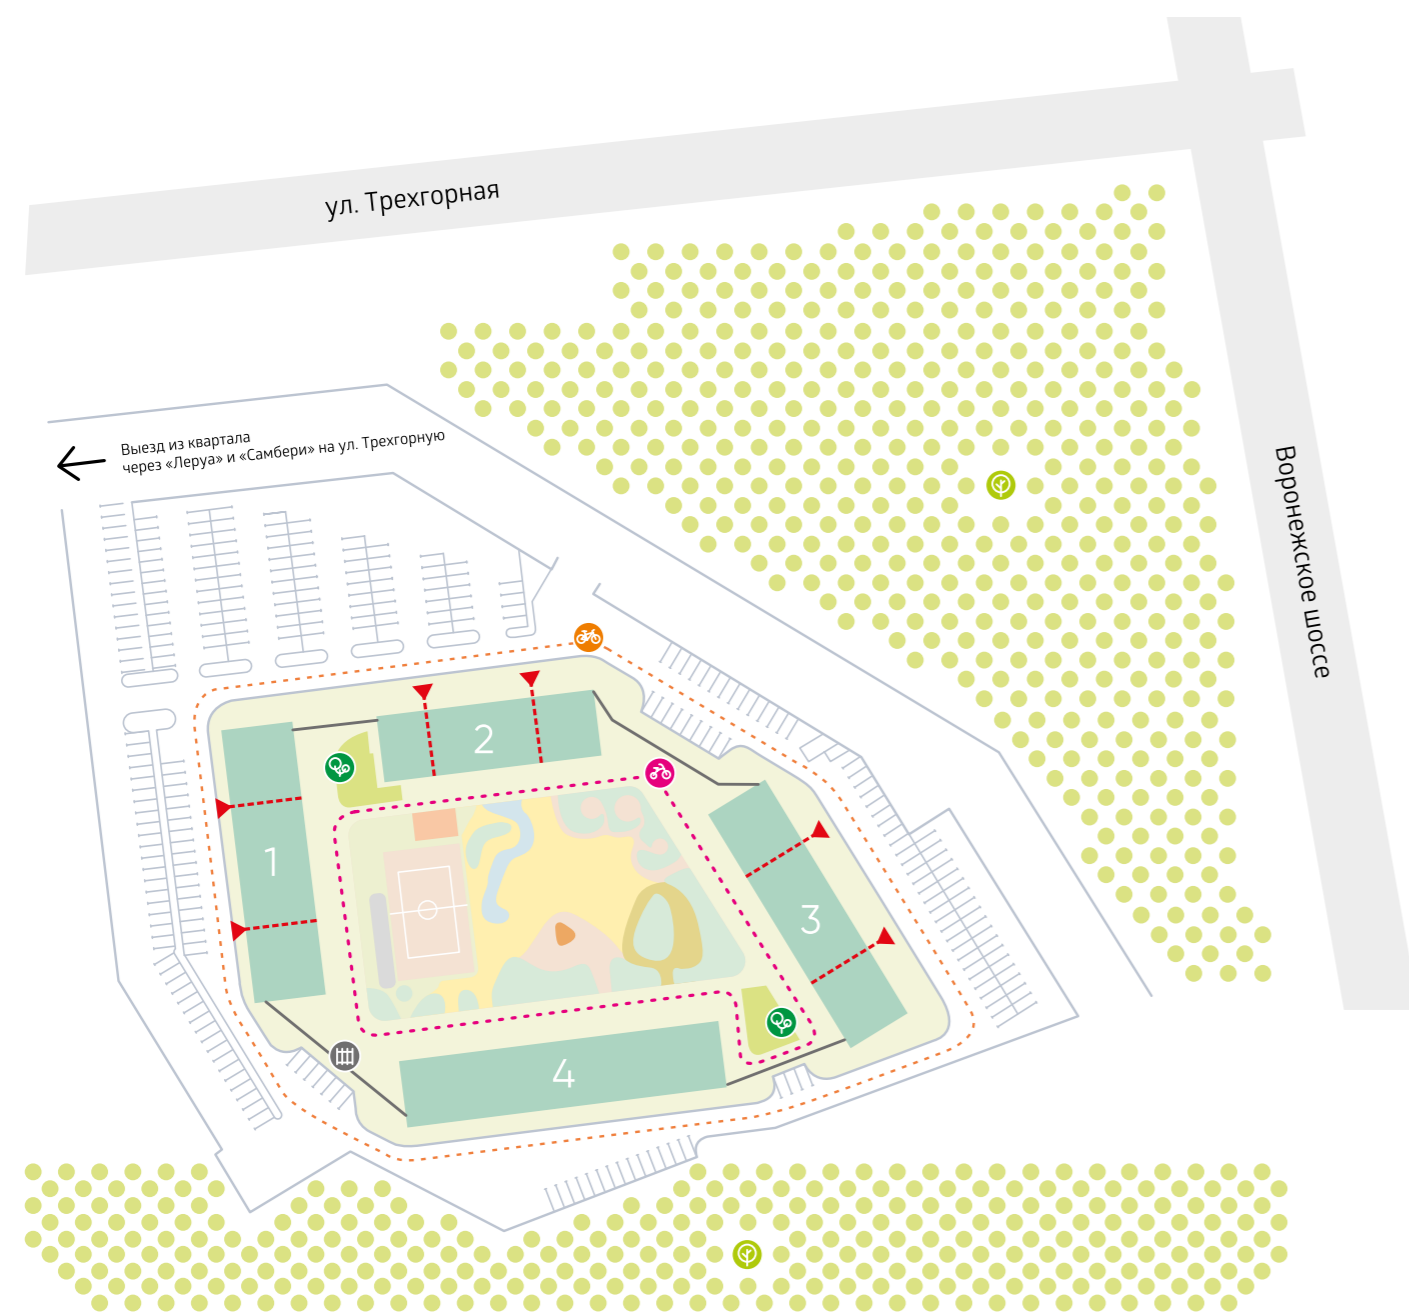 ул. Трехгорная
Воронежское шоссе
Выезд из квартала
через «Леруа» и «Самбери» на ул. Трехгорную
2
1
3
4